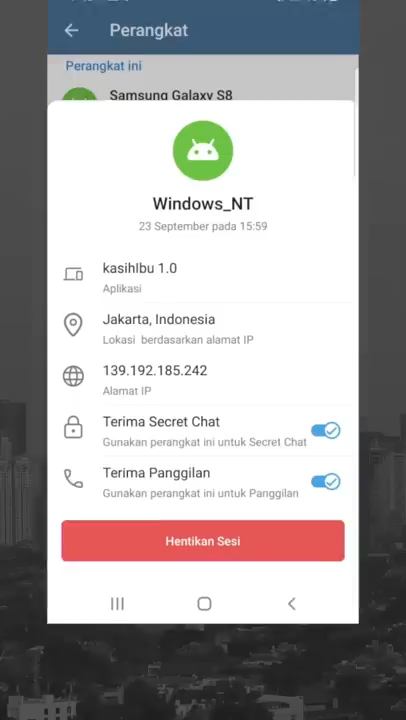 Perangkat
Perangkat ini
Samsung Galaxy S8
Windows_NT
23 September pada 15:59
kasihIbu 1.0
Aplikasi
Jakarta, Indonesia
Lokasi berdasarkan alamat IP
139.192.185.242
Alamat IP
Terima Secret Chat
Gunakan perangkat ini untuk Secret Chat
Terima Panggilan
Gunakan perangkat ini untuk Panggilan
Hentikan Sesi